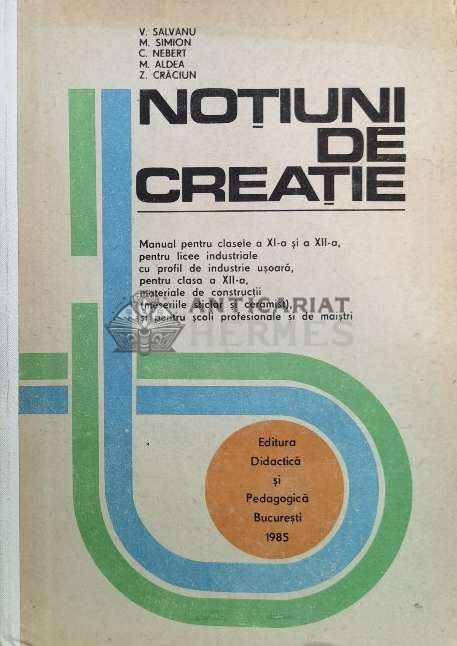 V. SALVANU
M. SIMION
C. NEBERT
M. ALDEA
Z. CRĂCIUN
NOȚIUNI
DE
CREAȚIE
Manual pentru clasele a XI-a și a XII-a,
pentru licee industriale
cu profil de industrie ușoară,
pentru clasa a XII-a,
materiale de construcții
(meseriile sticlar și ceramist),
și pentru școli profesionale și de maiștri
ANTICARIAT
HERMES
Editura
Didactică
și
Pedagogică
București
1985